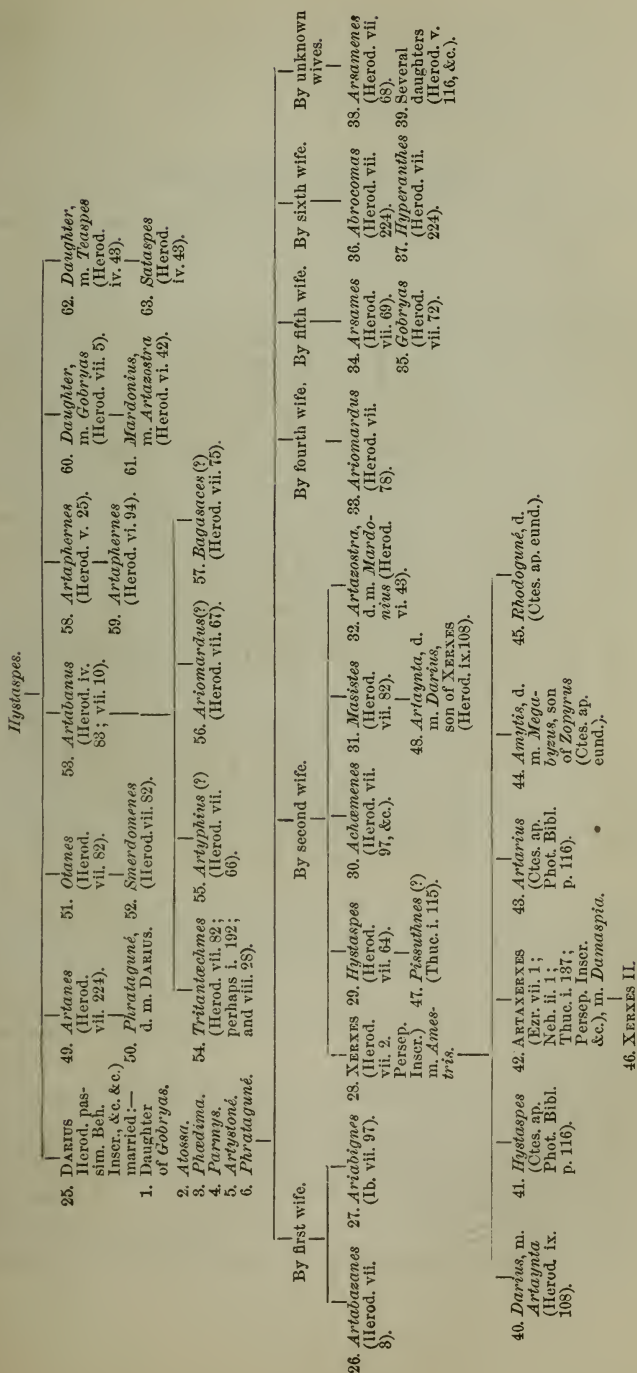 Hystaspes.
25. DARIUS
Herod. pas-
sim. Beh.
Inscr., &c. &c.)
married:—
1. Daughter
of Gobryas.
2. Atossa.
3. Phædima.
4. Parmys.
5. Artystoné.
6. Phrataguné.
49. Artanes
(Herod.
vii. 224).
50. Phrataguné,
d. m. DARIUS.
51. Otanes
(Herod.
vii. 82).
52. Smerdomenes
(Herod. vii. 82).
53. Artabanus
(Herod. iv.
83; vii. 10).
58. Artaphernes
(Herod. v. 25).
59. Artaphernes
(Herod. vi. 94).
60. Daughter,
m. Gobryas
(Herod. vii. 5).
61. Mardonius,
m. Artazostra
(Herod. vi. 42).
62. Daughter,
m. Teaspes
(Herod.
iv. 43).
63. Sataspes
(Herod.
iv. 43).
54. Tritantæchmes
(Herod. vii. 82;
perhaps i. 192;
and viii. 28).
55. Artyphius (?)
(Herod. vii.
66).
56. Ariomardus(?)
(Herod. vii. 67).
57. Bagasaces (?)
(Herod. vii. 75).
By first wife.
By second wife.
By fourth wife.
By fifth wife.
By sixth wife.
By unknown
wives.
26. Artabazanes
(Herod. vii.
3).
27. Ariabignes
(Ib. vii. 97).
28. XERXES
(Herod.
vii. 2.
Persep.
Inscr.)
m. Ames-
tris.
29. Hystaspes
(Herod.
vii. 64).
47. Pissuthnes (?)
(Thuc. i. 115).
30. Achæmenes
(Herod. vii.
97, &c.).
31. Masistes
(Herod.
vii. 82).
48. Artaynta, d.
m. Darius,
son of XERXES
(Herod. ix. 108).
32. Artazostra,
d. m. Mardo-
nius (Herod.
vi. 43).
33. Ariomardus
(Herod. vii.
78).
34. Arsames
(Herod.
vii. 69).
35. Gobryas
(Herod.
vii. 72).
36. Abrocomas
(Herod. vii.
224).
37. Hyperanthes
(Herod. vii.
224).
38. Arsamenes
(Herod. vii.
68).
39. Several
daughters
(Herod. v.
116, &c.).
40. Darius, m.
Artaynta
(Herod. ix.
108).
41. Hystaspes
(Ctes. ap.
Phot. Bibl.
p. 116).
42. ARTAXERXES
(Ezr. vii. 1;
Neh. ii. 1;
Thuc. i. 137;
Persep. Inscr.
&c.), m. Damaspia.
43. Artarius
(Ctes. ap.
Phot. Bibl.
p. 116).
44. Amytis, d.
m. Mega-
byzus, son
of Zopyrus
(Ctes. ap.
eund.).
45. Rhodoguné, d.
(Ctes. ap. eund.).
46. XERXES II.